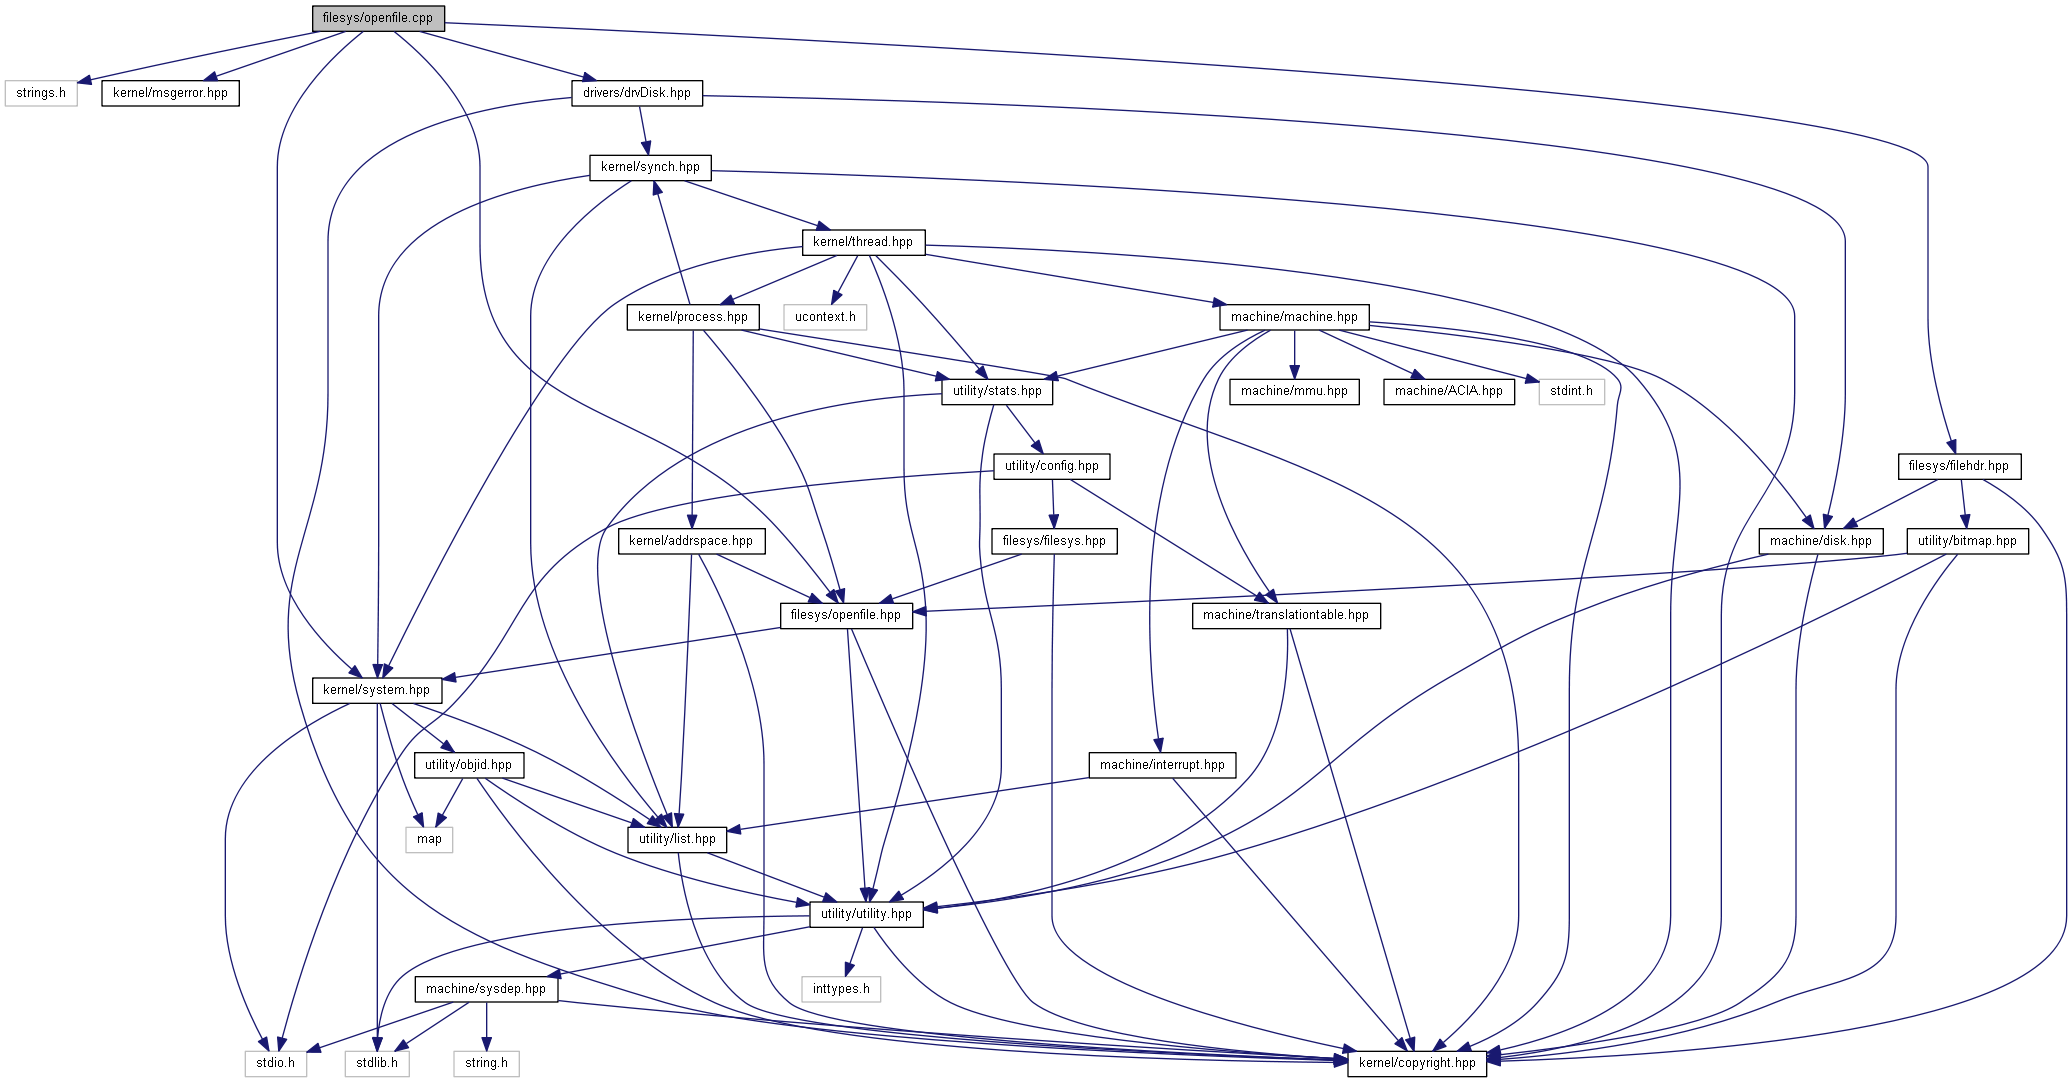 filesys/openfile.cpp
strings.h
kernel/msgerror.hpp
drivers/drvDisk.hpp
kernel/synch.hpp
kernel/thread.hpp
kernel/process.hpp
ucontext.h
machine/machine.hpp
utility/stats.hpp
machine/mmu.hpp
machine/ACIA.hpp
stdint.h
utility/config.hpp
filesys/filehdr.hpp
kernel/addrspace.hpp
filesys/filesys.hpp
machine/disk.hpp
utility/bitmap.hpp
filesys/openfile.hpp
machine/translationtable.hpp
kernel/system.hpp
utility/objid.hpp
machine/interrupt.hpp
map
utility/list.hpp
utility/utility.hpp
machine/sysdep.hpp
inttypes.h
stdio.h
stdlib.h
string.h
kernel/copyright.hpp